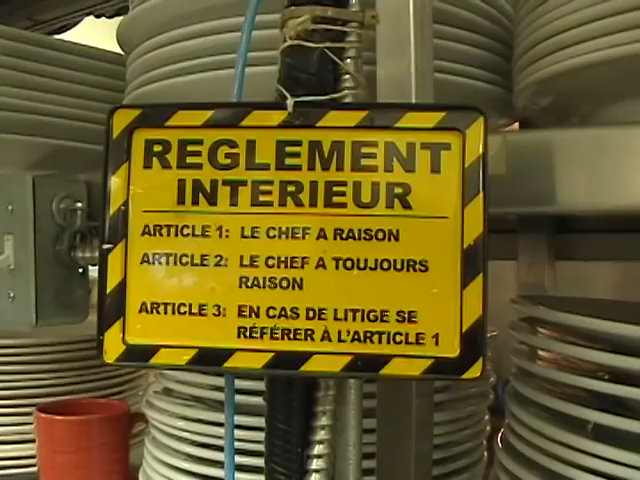 REGLEMENT
INTERIEUR
ARTICLE 1: LE CHEF A RAISON
ARTICLE 2: LE CHEF A TOUJOURS
RAISON
ARTICLE 3: EN CAS DE LITIGE SE
RÉFÉRER À L'ARTICLE 1